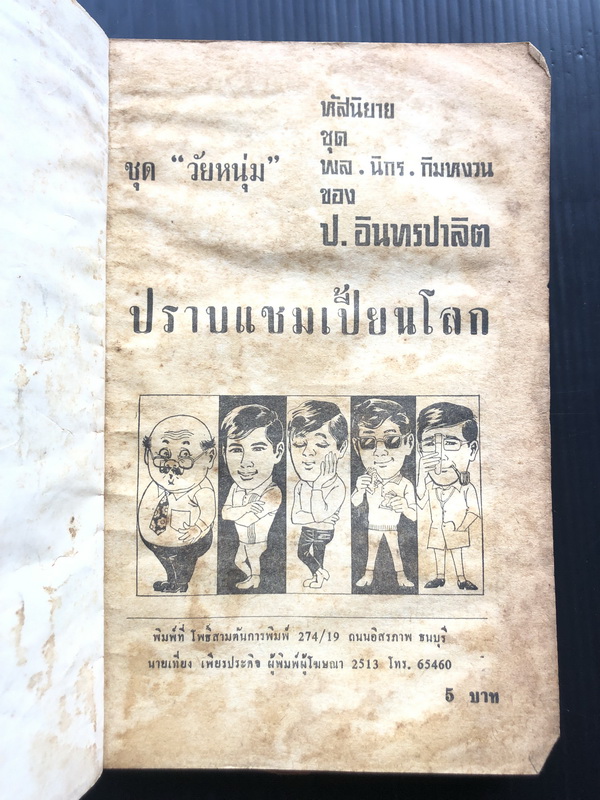 ชุด "วัยหนุ่ม"
หัสนิยาย
ชุด
พล . นิกร . กิมหงวน
ของ
ป. อินทรปาลิต
ปราบแชมเปี้ยนโลก
พิมพ์ที่ โพธิ์สามต้นการพิมพ์ 274/19 ถนนอิสรภาพ ธนบุรี
นายเที่ยง เพียรประกิจ ผู้พิมพ์ผู้โฆษณา 2513 โทร. 65460
5 บาท